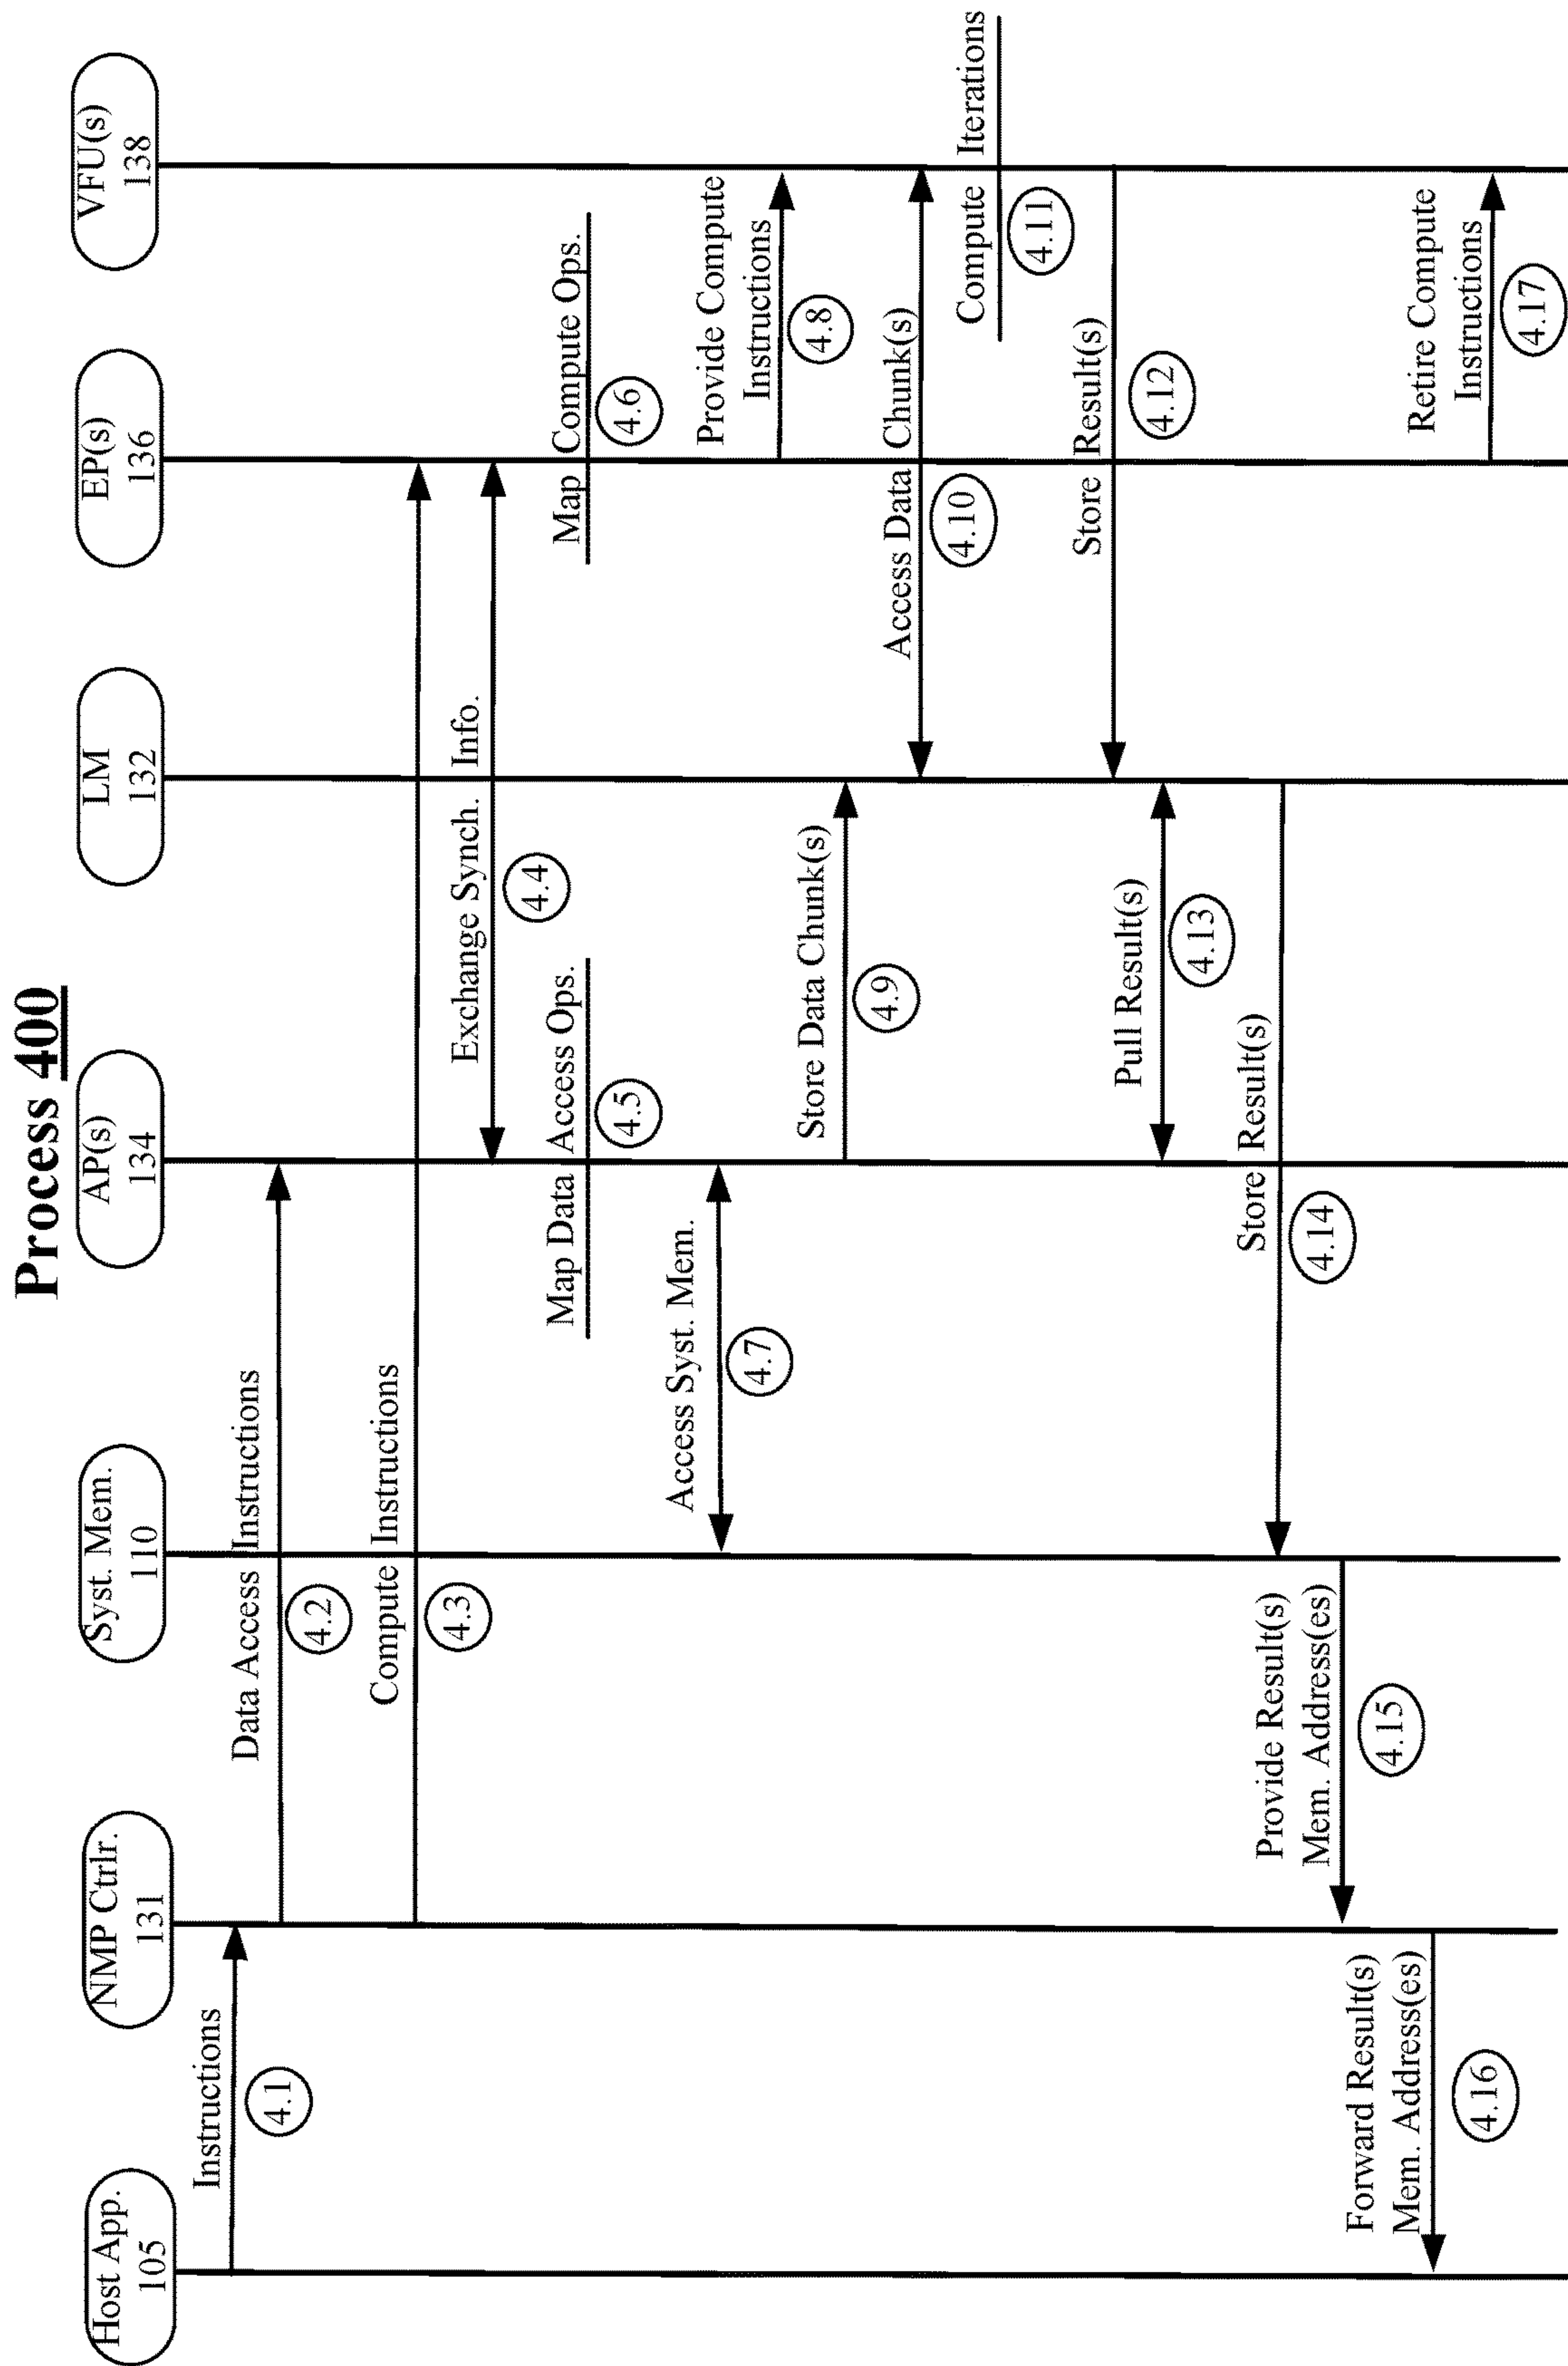 Process 400
Host App.
105
NMP Ctrlr.
131
Syst. Mem.
110
AP(s)
134
LM
132
EP(s)
136
VFU(s)
138
Instructions
4.1
Data Access Instructions
4.2
Compute Instructions
4.3
Exchange Synch. Info.
4.4
Map Data Access Ops.
4.5
Map Compute Ops.
4.6
Access Syst. Mem.
4.7
Provide Compute
Instructions
4.8
Store Data Chunk(s)
4.9
Access Data Chunk(s)
4.10
Compute Iterations
4.11
Store Result(s)
4.12
Pull Result(s)
4.13
Store Result(s)
4.14
Provide Result(s)
Mem. Address(es)
4.15
Forward Result(s)
Mem. Address(es)
4.16
Retire Compute
Instructions
4.17